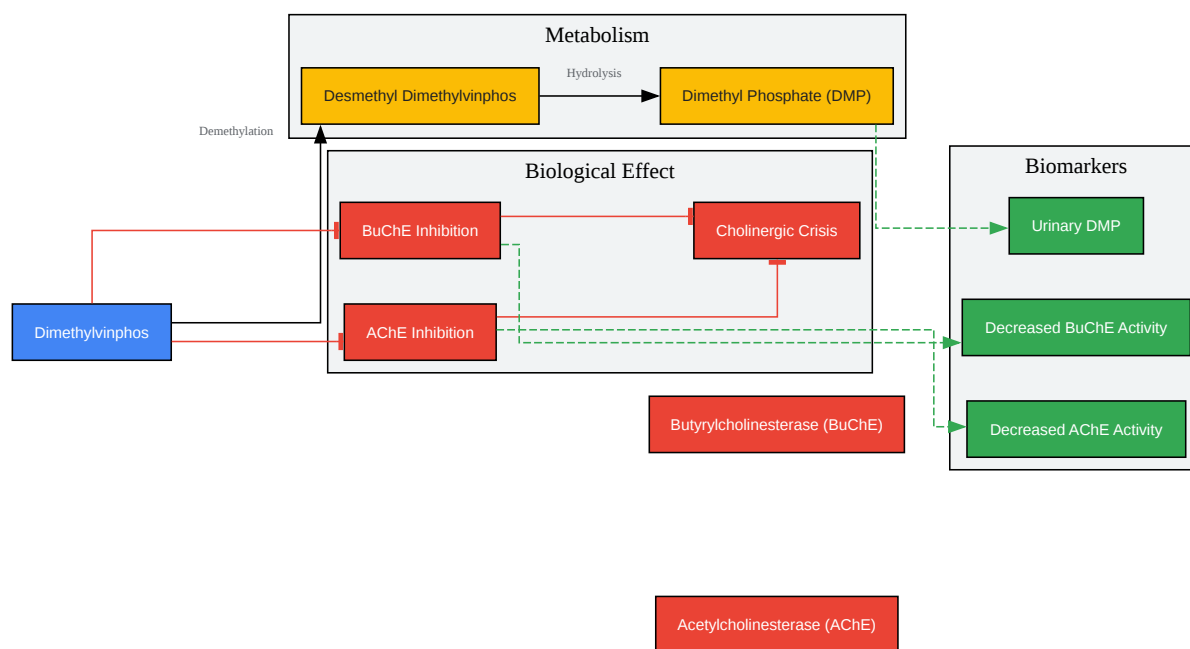 Metabolism
Desmethyl Dimethylvinphos
Hydrolysis
Dimethyl Phosphate (DMP)
Demethylation
Biological Effect
BuChE Inhibition
Cholinergic Crisis
AChE Inhibition
Dimethylvinphos
Biomarkers
Urinary DMP
Decreased BuChE Activity
Decreased AChE Activity
Butyrylcholinesterase (BuChE)
Acetylcholinesterase (AChE)